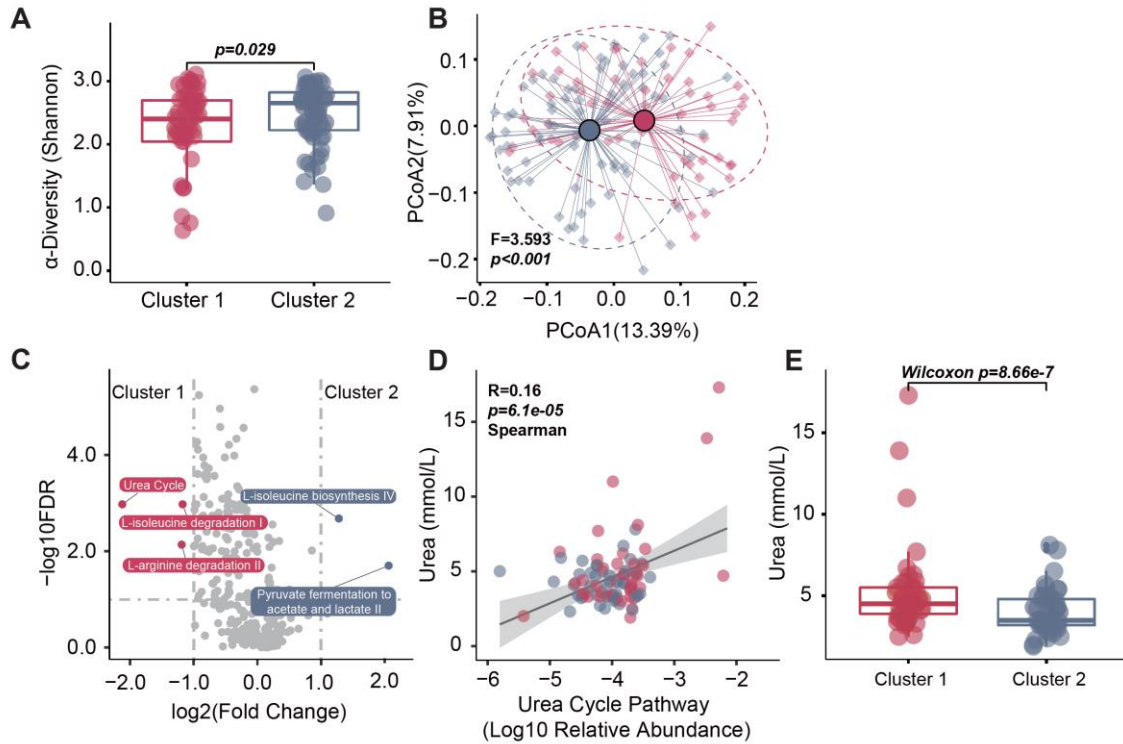 A
p=0.029
α-Diversity (Shannon)
3.0
2.0
1.0
0.0
Cluster 1
Cluster 2
B
PCoA2(7.91%)
0.1
0.0
−0.1
−0.2
F=3.593
p<0.001
−0.2
−0.1
0.0
0.1
0.2
PCoA1(13.39%)
C
Cluster 1
Cluster 2
−log10FDR
4.0
2.0
0.0
Urea Cycle
L-isoleucine biosynthesis IV
L-isoleucine degradation I
L-arginine degradation II
Pyruvate fermentation to
acetate and lactate II
−2.0
−1.0
0.0
1.0
2.0
log2(Fold Change)
D
R=0.16
p=6.1e-05
Spearman
Urea (mmol/L)
15
10
5
0
−6
−5
−4
−3
−2
Urea Cycle Pathway
(Log10 Relative Abundance)
E
Wilcoxon p=8.66e-7
Urea (mmol/L)
15
10
5
Cluster 1
Cluster 2